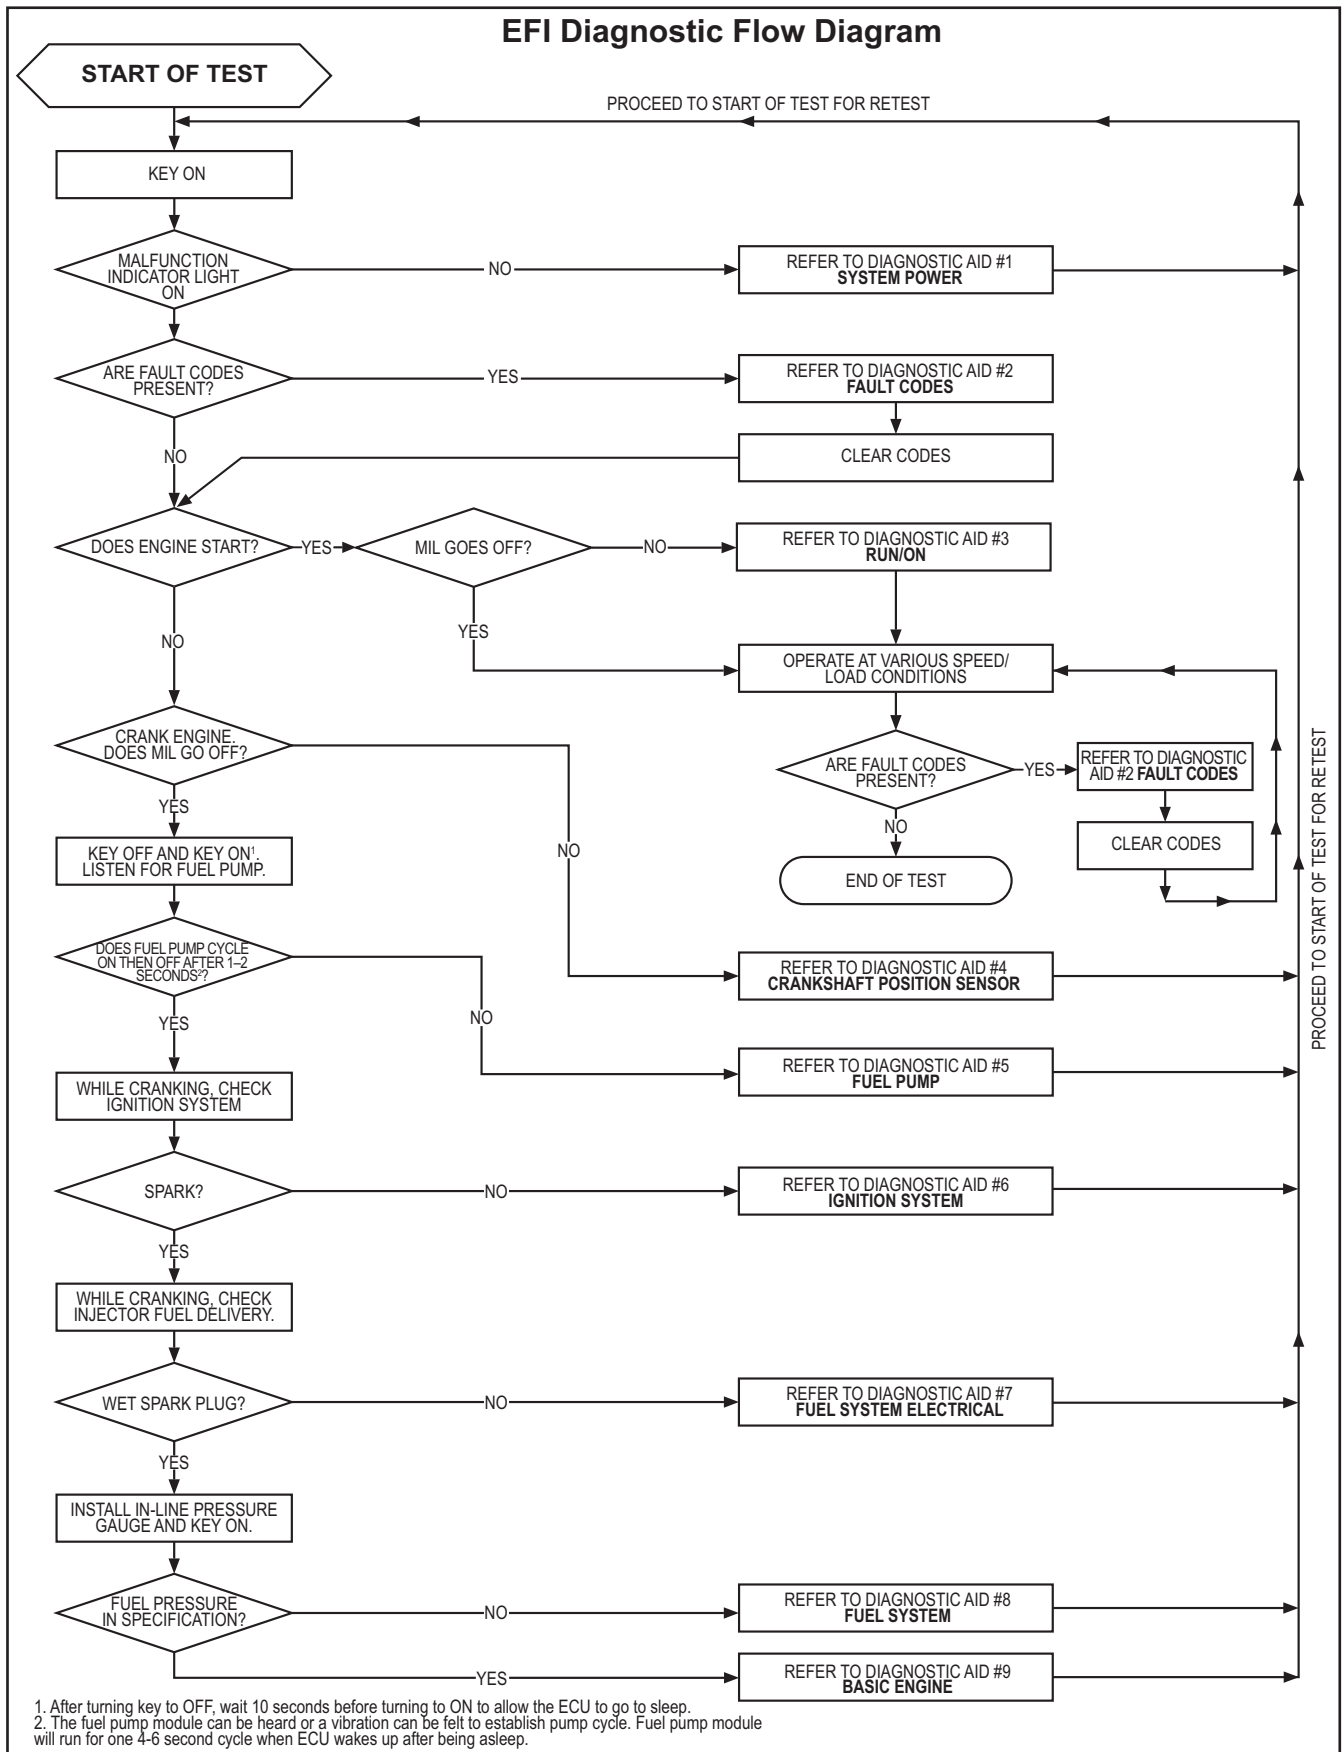 EFI Diagnostic Flow Diagram
START OF TEST
PROCEED TO START OF TEST FOR RETEST
KEY ON
MALFUNCTION
INDICATOR LIGHT
ON
NO
REFER TO DIAGNOSTIC AID #1
SYSTEM POWER
ARE FAULT CODES
PRESENT?
YES
REFER TO DIAGNOSTIC AID #2
FAULT CODES
NO
CLEAR CODES
DOES ENGINE START?
YES
MIL GOES OFF?
NO
REFER TO DIAGNOSTIC AID #3
RUN/ON
NO
YES
OPERATE AT VARIOUS SPEED/
LOAD CONDITIONS
CRANK ENGINE.
DOES MIL GO OFF?
ARE FAULT CODES
PRESENT?
YES
REFER TO DIAGNOSTIC
AID #2 FAULT CODES
YES
NO
NO
CLEAR CODES
KEY OFF AND KEY ON¹.
LISTEN FOR FUEL PUMP.
END OF TEST
PROCEED TO START OF TEST FOR RETEST
DOES FUEL PUMP CYCLE
ON THEN OFF AFTER 1–2
SECONDS²?
REFER TO DIAGNOSTIC AID #4
CRANKSHAFT POSITION SENSOR
YES
NO
REFER TO DIAGNOSTIC AID #5
FUEL PUMP
WHILE CRANKING, CHECK
IGNITION SYSTEM
SPARK?
NO
REFER TO DIAGNOSTIC AID #6
IGNITION SYSTEM
YES
WHILE CRANKING, CHECK
INJECTOR FUEL DELIVERY.
WET SPARK PLUG?
NO
REFER TO DIAGNOSTIC AID #7
FUEL SYSTEM ELECTRICAL
YES
INSTALL IN-LINE PRESSURE
GAUGE AND KEY ON.
FUEL PRESSURE
IN SPECIFICATION?
NO
REFER TO DIAGNOSTIC AID #8
FUEL SYSTEM
YES
REFER TO DIAGNOSTIC AID #9
BASIC ENGINE
1. After turning key to OFF, wait 10 seconds before turning to ON to allow the ECU to go to sleep.
2. The fuel pump module can be heard or a vibration can be felt to establish pump cycle. Fuel pump module
will run for one 4-6 second cycle when ECU wakes up after being asleep.